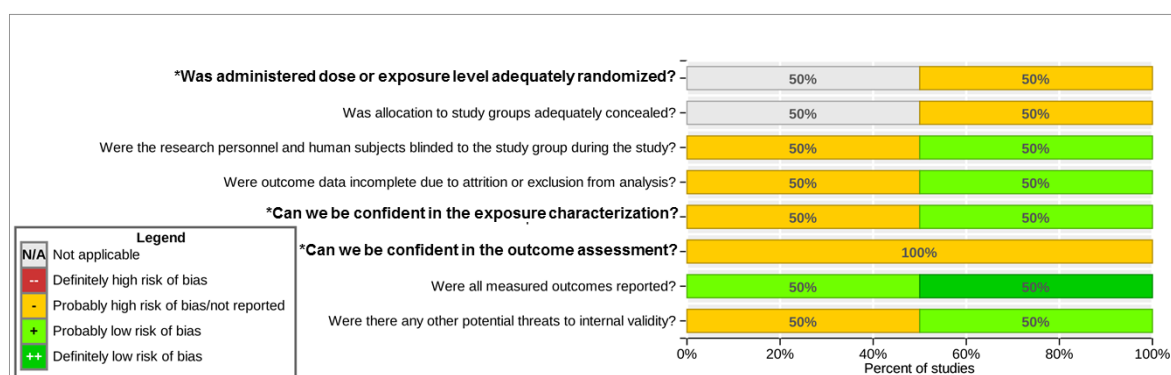 *Was administered dose or exposure level adequately randomized?
50% 50%
Was allocation to study groups adequately concealed?
50% 50%
Were the research personnel and human subjects blinded to the study group during the study?
50% 50%
Were outcome data incomplete due to attrition or exclusion from analysis?
50% 50%
*Can we be confident in the exposure characterization?
50% 50%
*Can we be confident in the outcome assessment?
100%
Were all measured outcomes reported?
50% 50%
Were there any other potential threats to internal validity?
50% 50%
0% 20% 40% 60% 80% 100%
Percent of studies
Legend
N/A Not applicable
-- Definitely high risk of bias
- Probably high risk of bias/not reported
+ Probably low risk of bias
++ Definitely low risk of bias